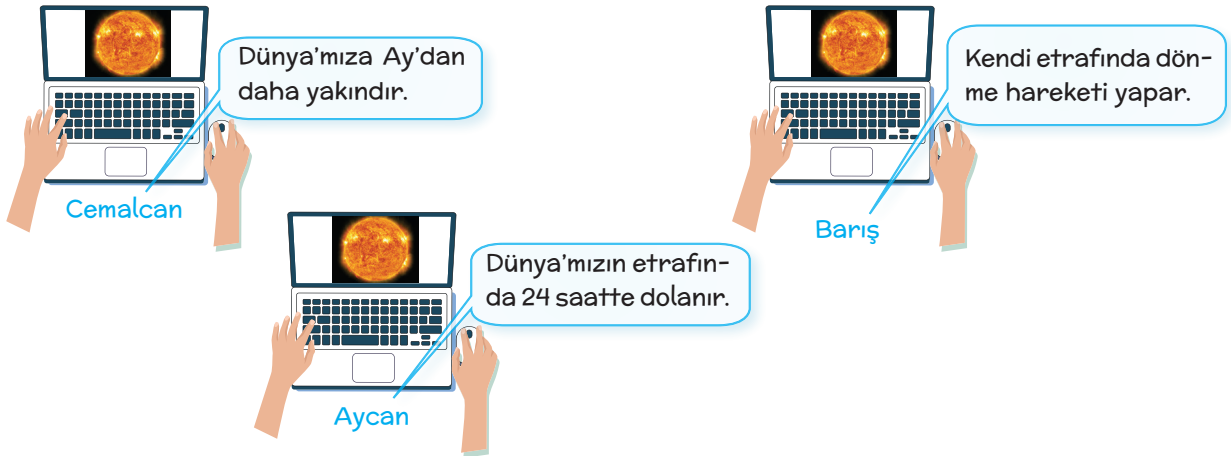 Dünya'mıza Ay'dan
daha yakındır.
Cemalcan
Kendi etrafında dön-
me hareketi yapar.
Barış
Dünya'mızın etrafın-
da 24 saatte dolanır.
Aycan